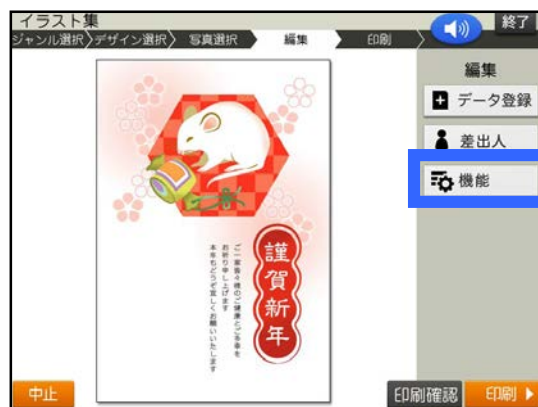 イラスト集
ジャンル選択
デザイン選択
写真選択
編集
印刷
終了
編集
データ登録
差出人
機能
謹賀新年
ご一家皆々様のご健康とご多幸を
お祈り申し上げます
本年もどうぞ宜しくお願いいたします
中止
印刷確認
印刷